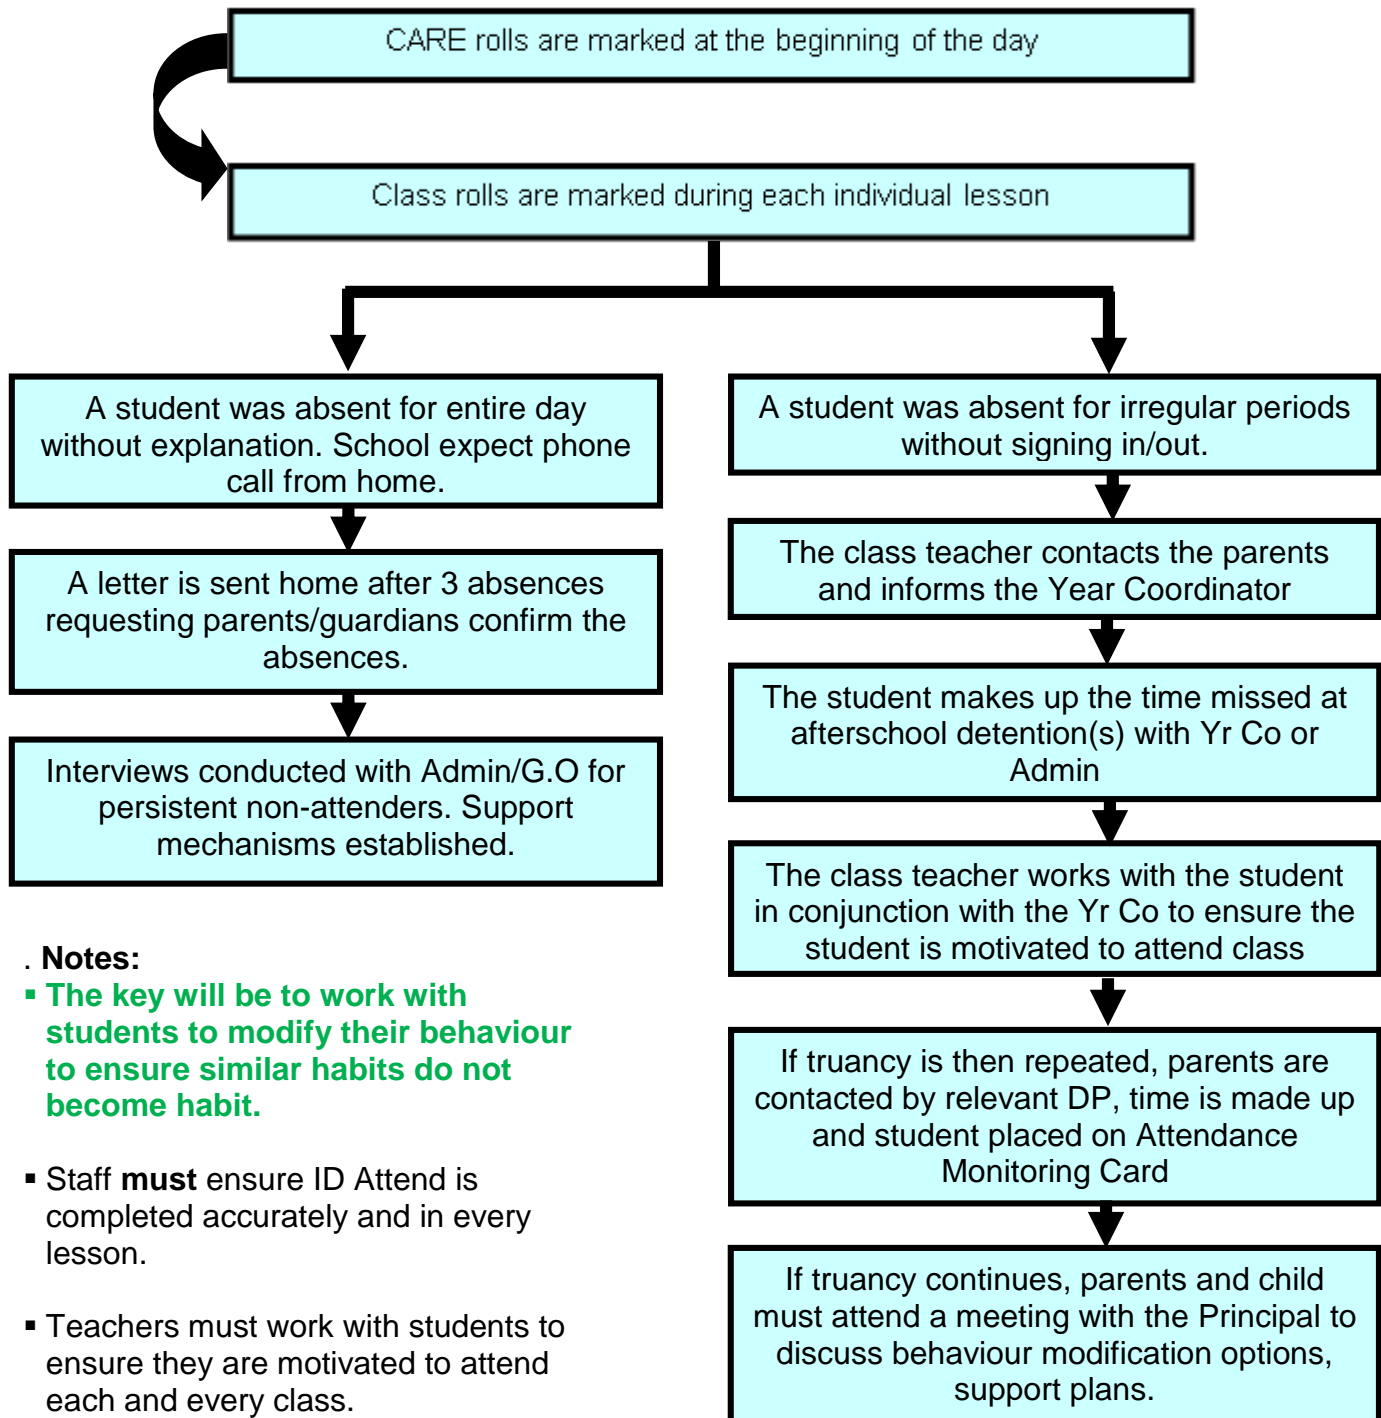 CARE rolls are marked at the beginning of the day
Class rolls are marked during each individual lesson
A student was absent for entire day
without explanation. School expect phone
call from home.
A letter is sent home after 3 absences
requesting parents/guardians confirm the
absences.
Interviews conducted with Admin/G.O for
persistent non-attenders. Support
mechanisms established.
A student was absent for irregular periods
without signing in/out.
The class teacher contacts the parents
and informs the Year Coordinator
The student makes up the time missed at
afterschool detention(s) with Yr Co or
Admin
The class teacher works with the student
in conjunction with the Yr Co to ensure the
student is motivated to attend class
If truancy is then repeated, parents are
contacted by relevant DP, time is made up
and student placed on Attendance
Monitoring Card
If truancy continues, parents and child
must attend a meeting with the Principal to
discuss behaviour modification options,
support plans.
. Notes:
▪ The key will be to work with
students to modify their behaviour
to ensure similar habits do not
become habit.
▪ Staff must ensure ID Attend is
completed accurately and in every
lesson.
▪ Teachers must work with students to
ensure they are motivated to attend
each and every class.